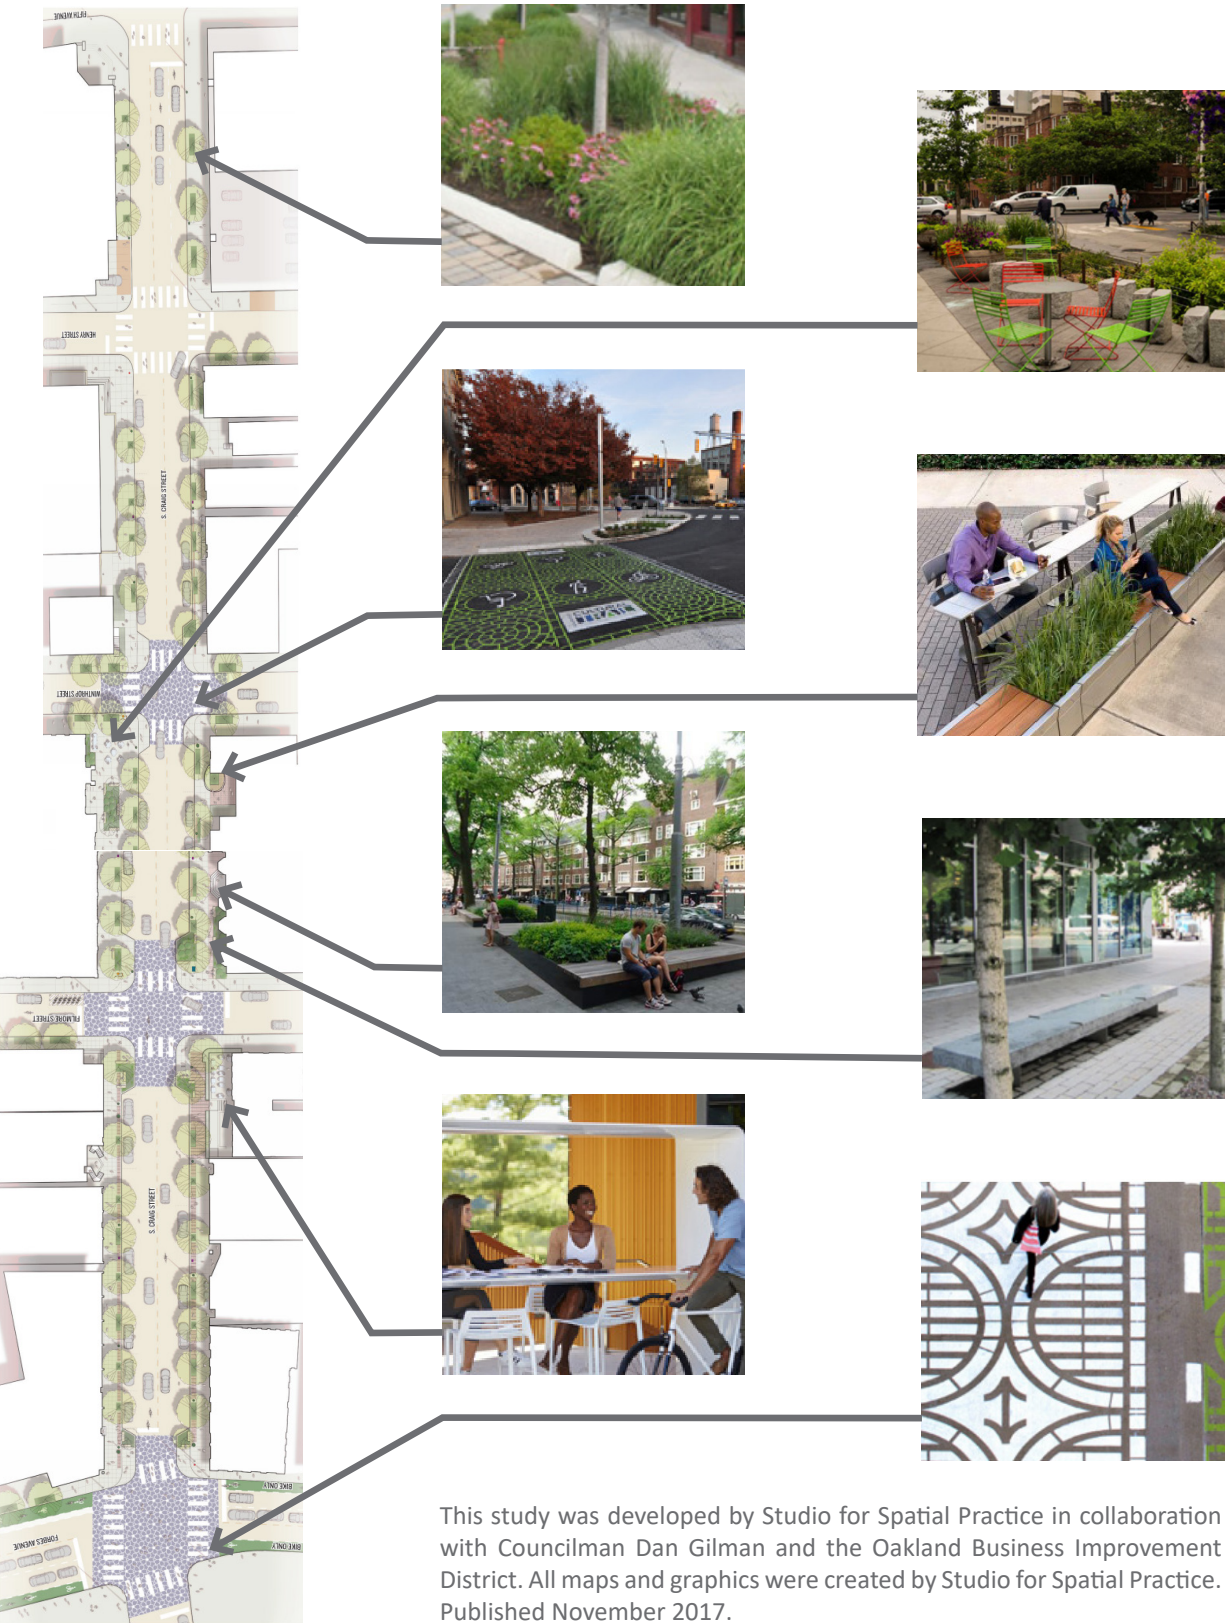 FIFTH AVENUE
HENRY STREET
S. CRAIG STREET
WINTHROP STREET
FILMORE STREET
S. CRAIG STREET
BIKE ONLY
FORBES AVENUE
BIKE ONLY
This study was developed by Studio for Spatial Practice in collaboration
with Councilman Dan Gilman and the Oakland Business Improvement
District. All maps and graphics were created by Studio for Spatial Practice.
Published November 2017.